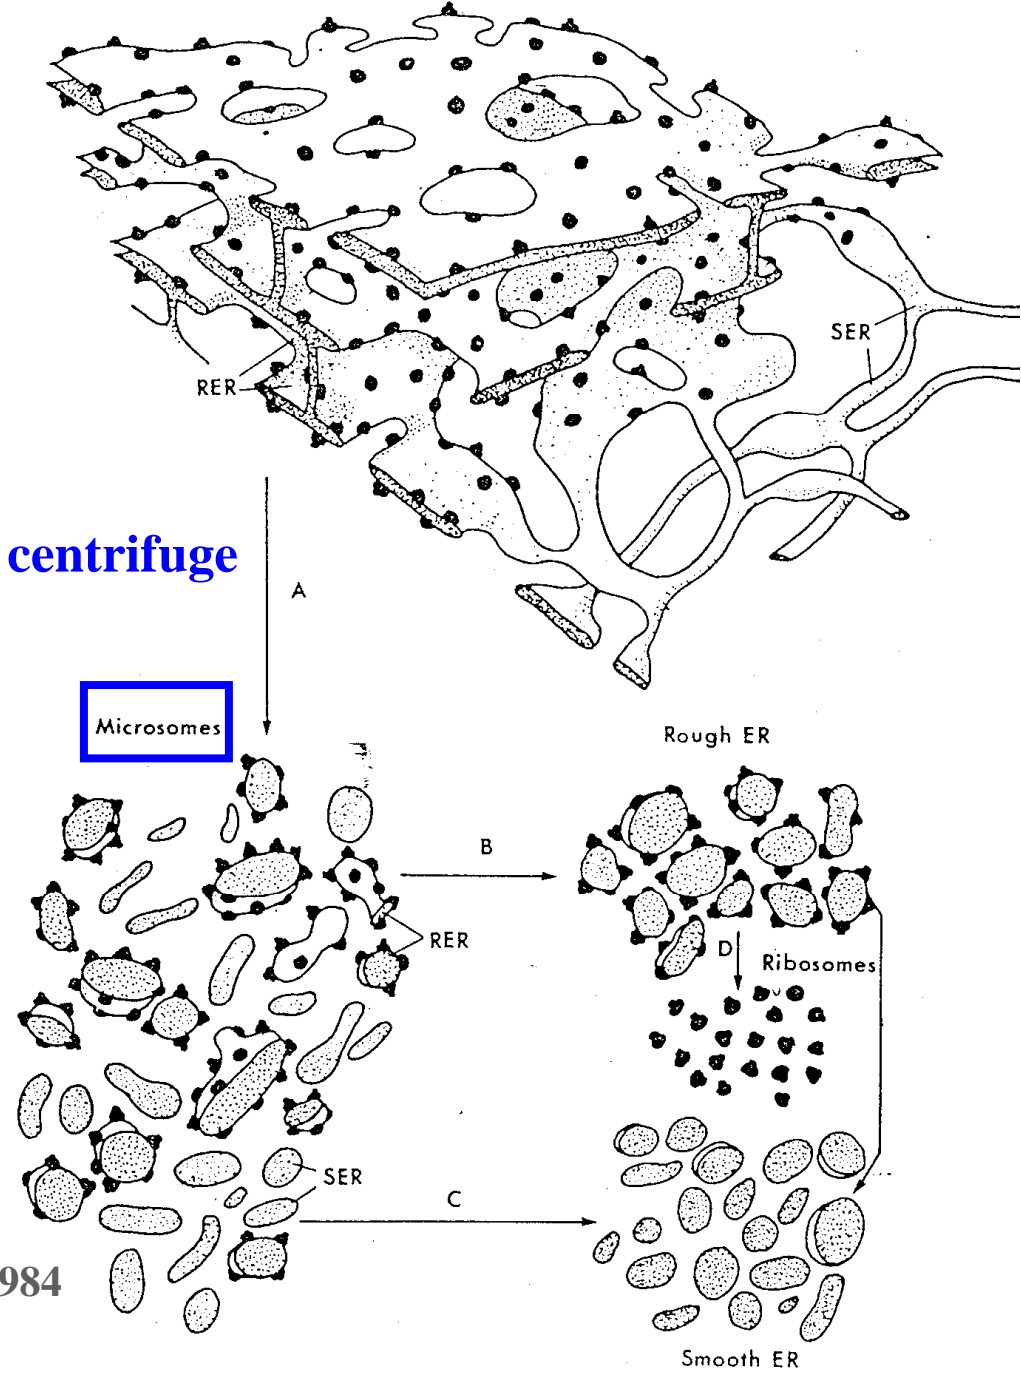 SER
RER
centrifuge
A
Microsomes
Rough ER
B
RER
D
Ribosomes
SER
C
984
Smooth ER